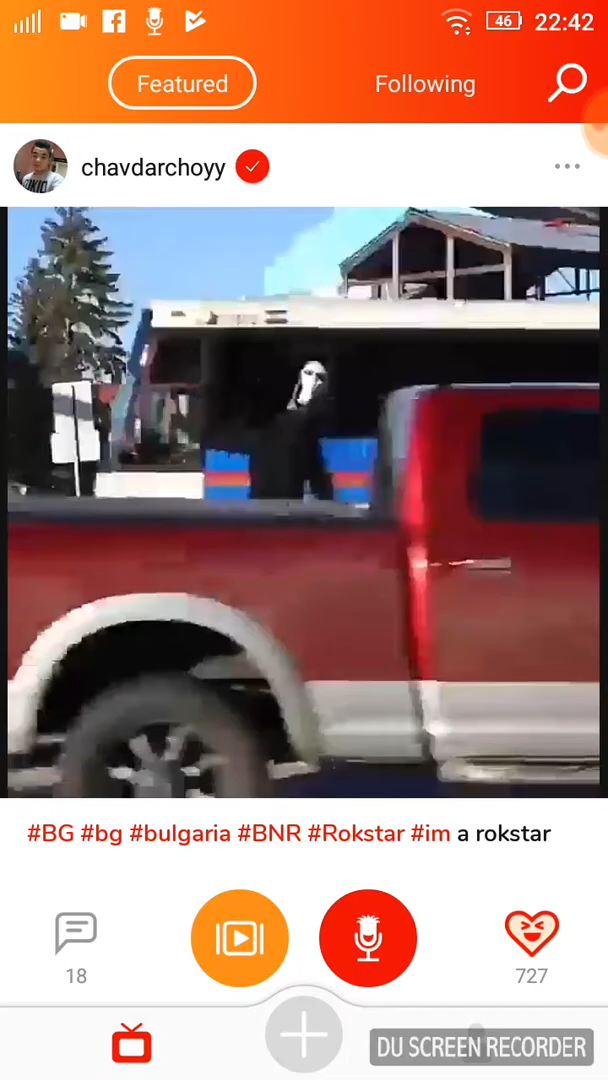 46 22:42
Featured Following
chavdarchoyy
#BG #bg #bulgaria #BNR #Rokstar #im a rokstar
18 727
DU SCREEN RECORDER